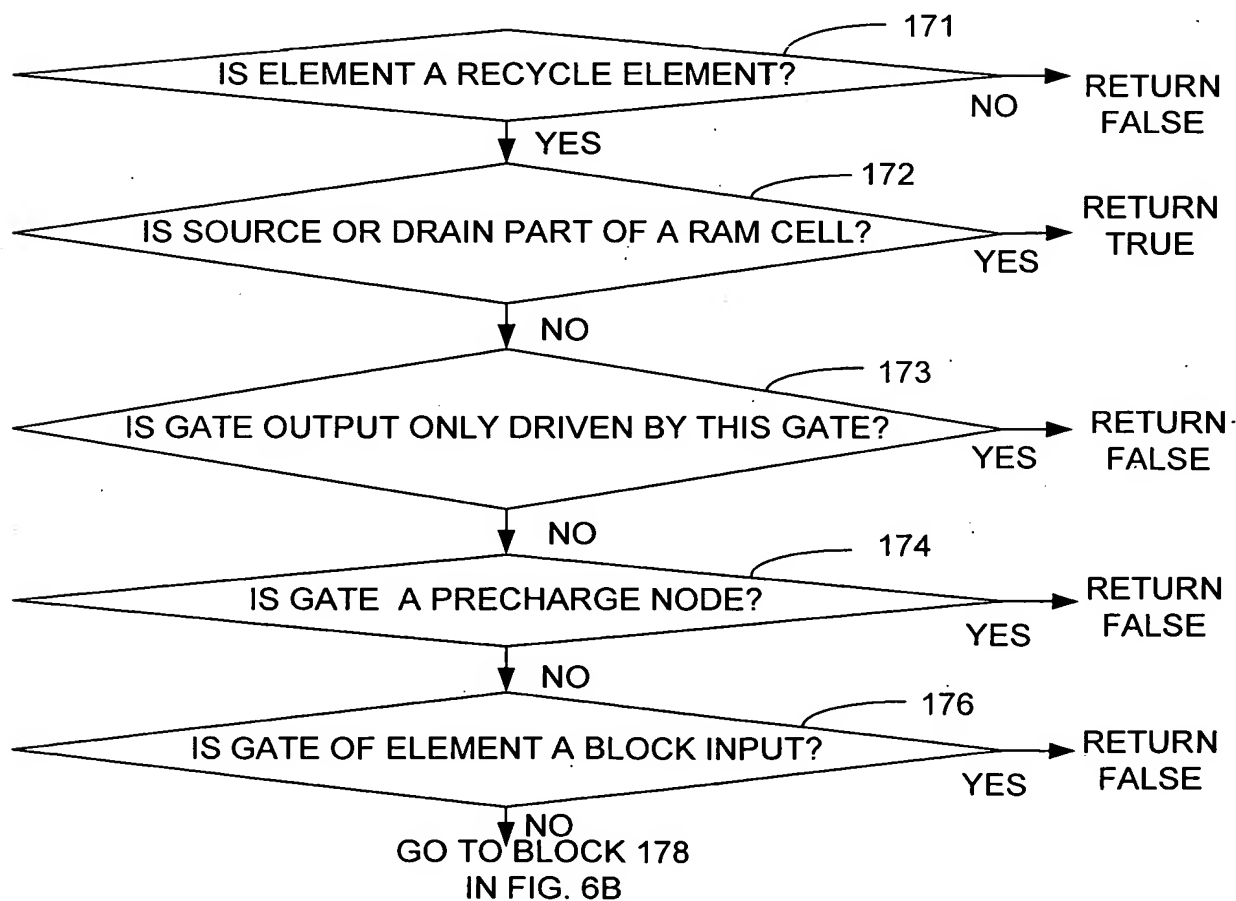 171
IS ELEMENT A RECYCLE ELEMENT?
NO
RETURN
FALSE
YES
172
IS SOURCE OR DRAIN PART OF A RAM CELL?
YES
RETURN
TRUE
NO
173
IS GATE OUTPUT ONLY DRIVEN BY THIS GATE?
YES
RETURN
FALSE
NO
174
IS GATE A PRECHARGE NODE?
YES
RETURN
FALSE
NO
176
IS GATE OF ELEMENT A BLOCK INPUT?
YES
RETURN
FALSE
NO
GO TO BLOCK 178
IN FIG. 6B